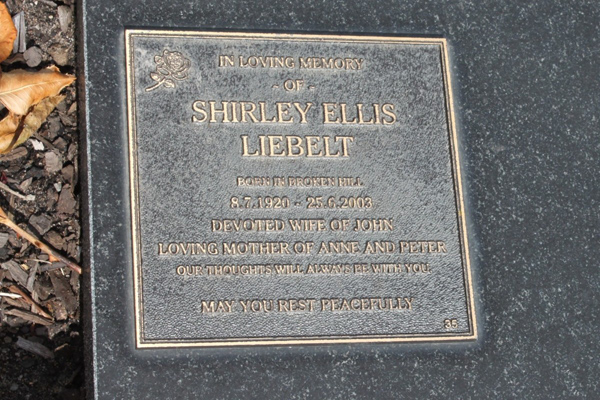 IN LOVING MEMORY
- OF -
SHIRLEY ELLIS
LIEBELT
BORN IN BROKEN HILL
8.7.1920 - 25.6.2003
DEVOTED WIFE OF JOHN
LOVING MOTHER OF ANNE AND PETER
OUR THOUGHTS WILL ALWAYS BE WITH YOU
MAY YOU REST PEACEFULLY
35